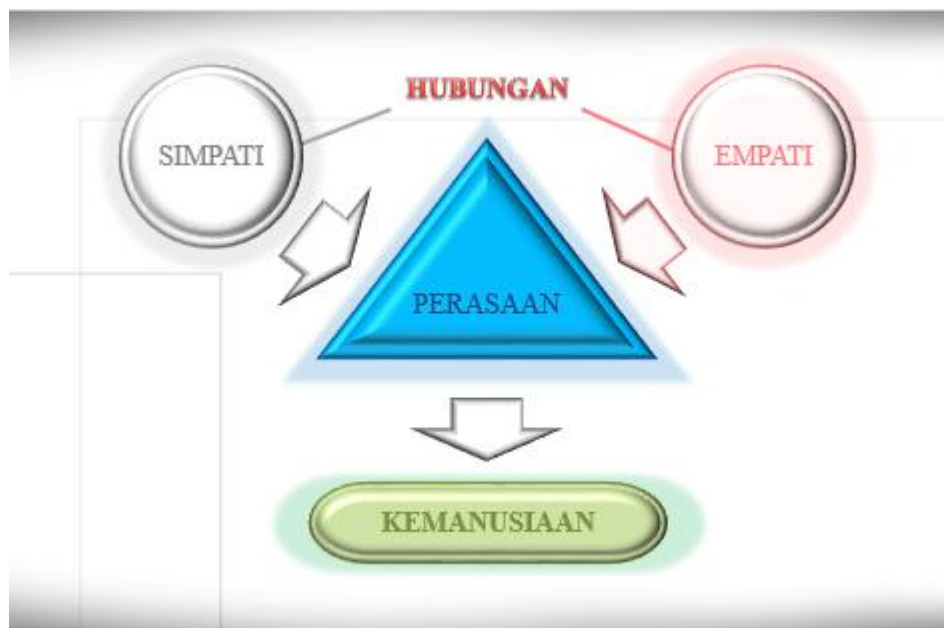 HUBUNGAN
SIMPATI
EMPATI
PERASAAN
KEMANUSIAAN